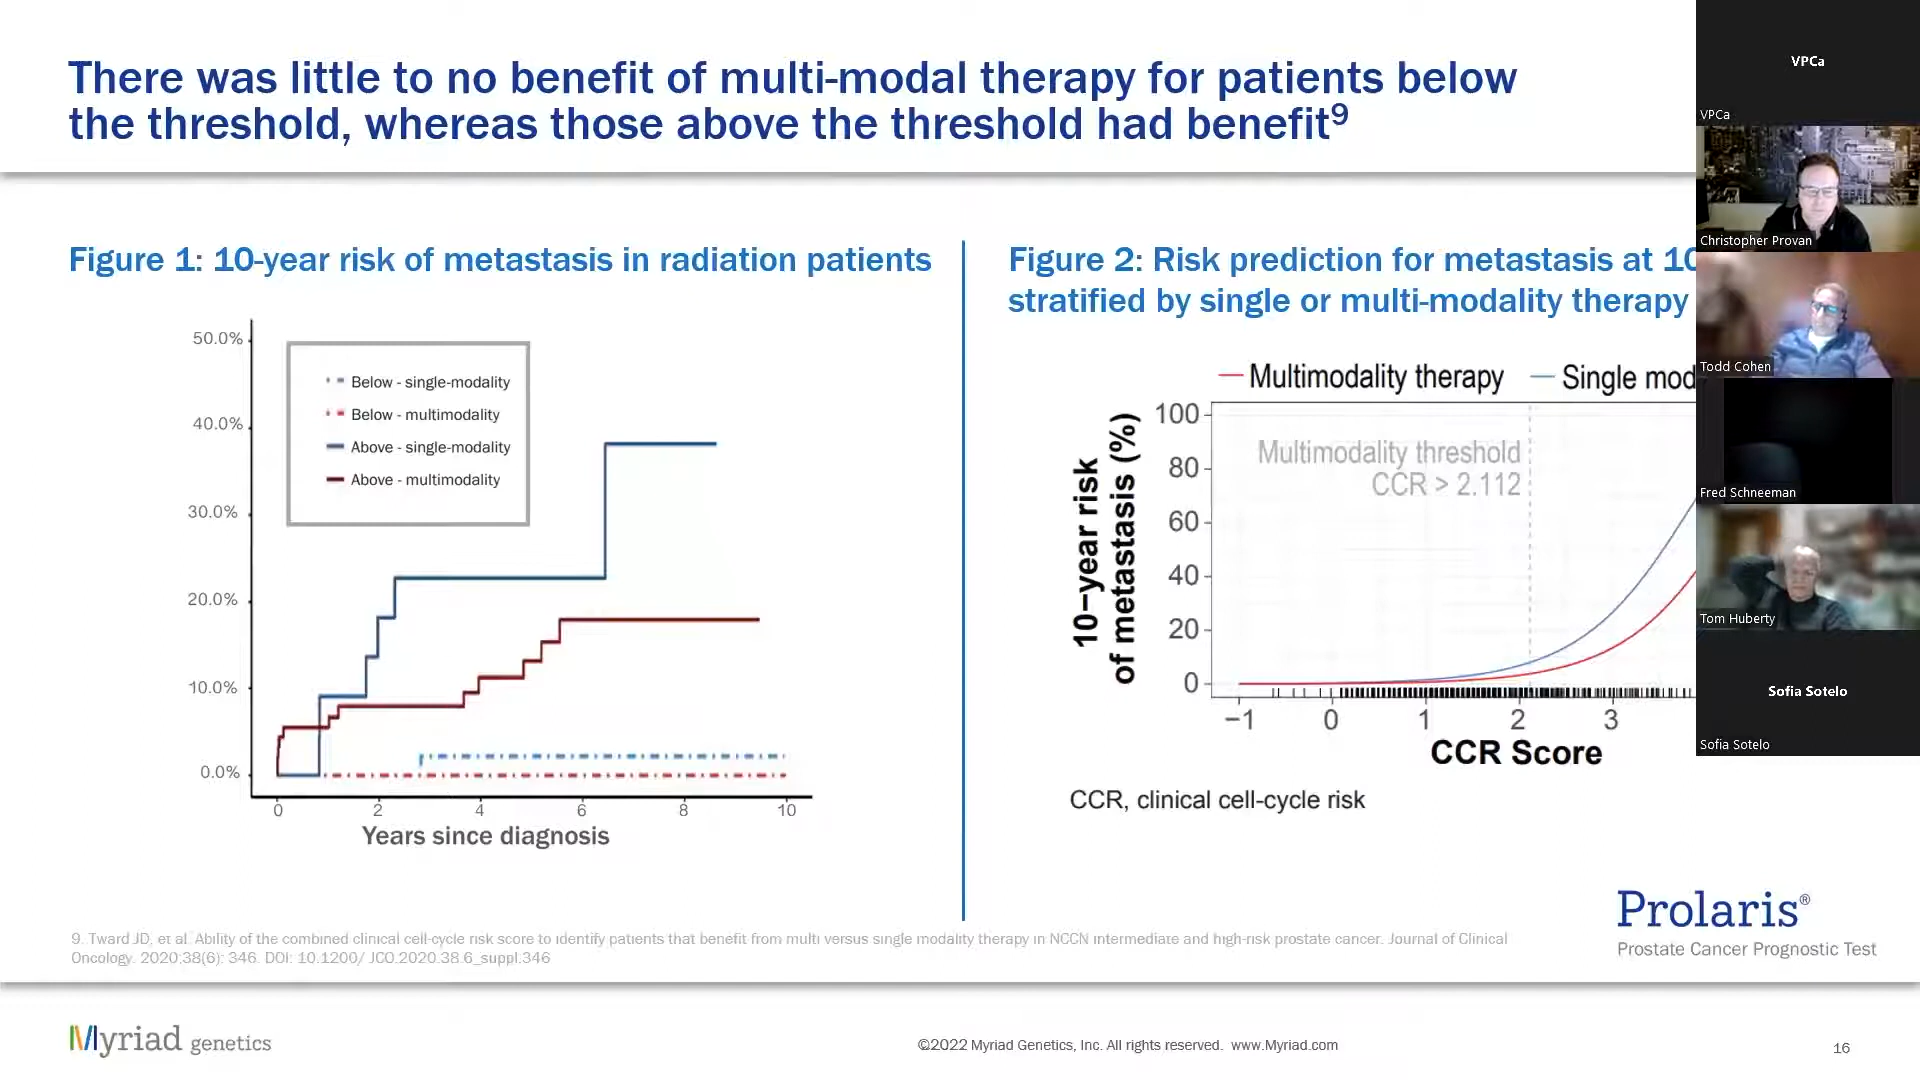 There was little to no benefit of multi-modal therapy for patients below
the threshold, whereas those above the threshold had benefit9
Figure 1: 10-year risk of metastasis in radiation patients
50.0%
40.0%
30.0%
20.0%
10.0%
0.0%
Below - single-modality
Below - multimodality
Above - single-modality
Above - multimodality
0 2 4 6 8 10
Years since diagnosis
Figure 2: Risk prediction for metastasis at 10
stratified by single or multi-modality therapy
Multimodality therapy Single mod
10-year risk
of metastasis (%)
100
80
60
40
20
0
Multimodality threshold
CCR > 2.112
−1 0 1 2 3
CCR Score
CCR, clinical cell-cycle risk
9. Tward JD, et al. Ability of the combined clinical cell-cycle risk score to identify patients that benefit from multi versus single modality therapy in NCCN intermediate and high-risk prostate cancer. Journal of Clinical
Oncology. 2020;38(6): 346. DOI: 10.1200/ JCO.2020.38.6_suppl.346
Prolaris®
Prostate Cancer Prognostic Test
Myriad genetics
©2022 Myriad Genetics, Inc. All rights reserved. www.Myriad.com
16
VPCa
VPCa
Christopher Provan
Todd Cohen
Fred Schneeman
Tom Huberty
Sofia Sotelo
Sofia Sotelo